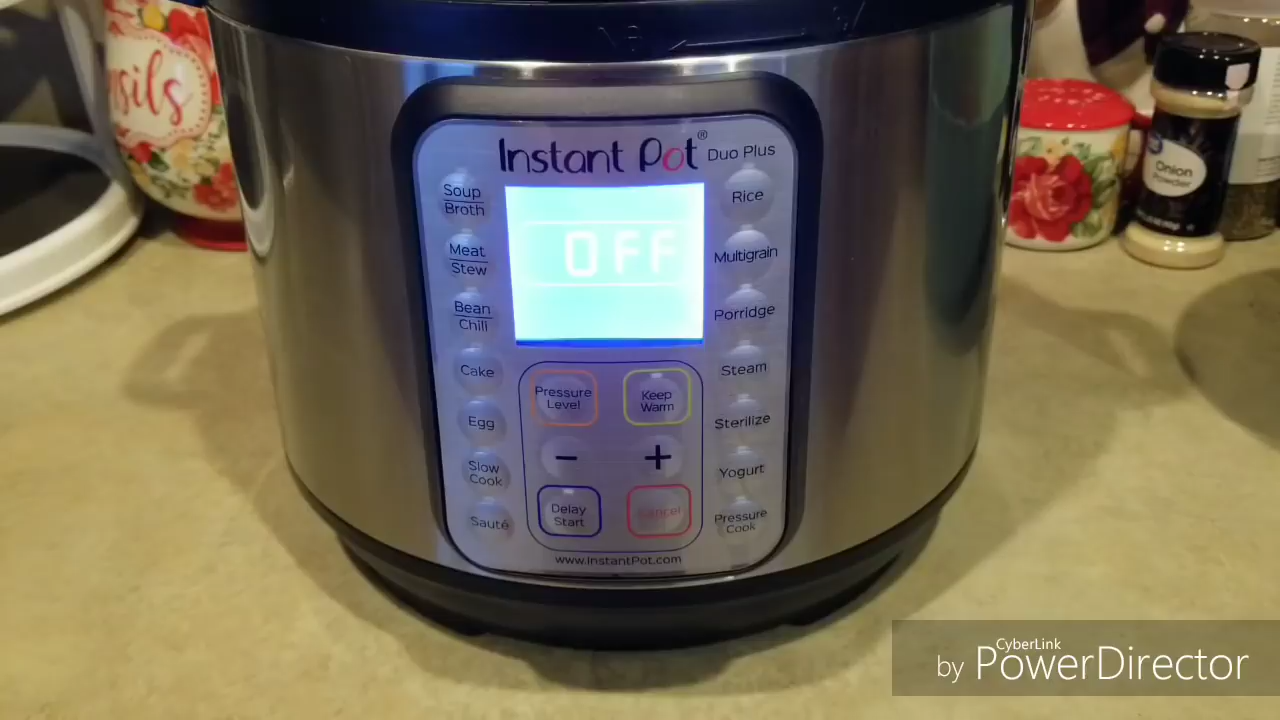 nsils
Instant Pot® Duo Plus
Soup
Broth
Meat
Stew
Bean
Chili
Cake
Egg
Slow
Cook
Sauté
OFF
Pressure
Level
Keep
Warm
-
+
Delay
Start
Cancel
Rice
Multigrain
Porridge
Steam
Sterilize
Yogurt
Pressure
Cook
www.InstantPot.com
Onion
Powder
CyberLink
by PowerDirector